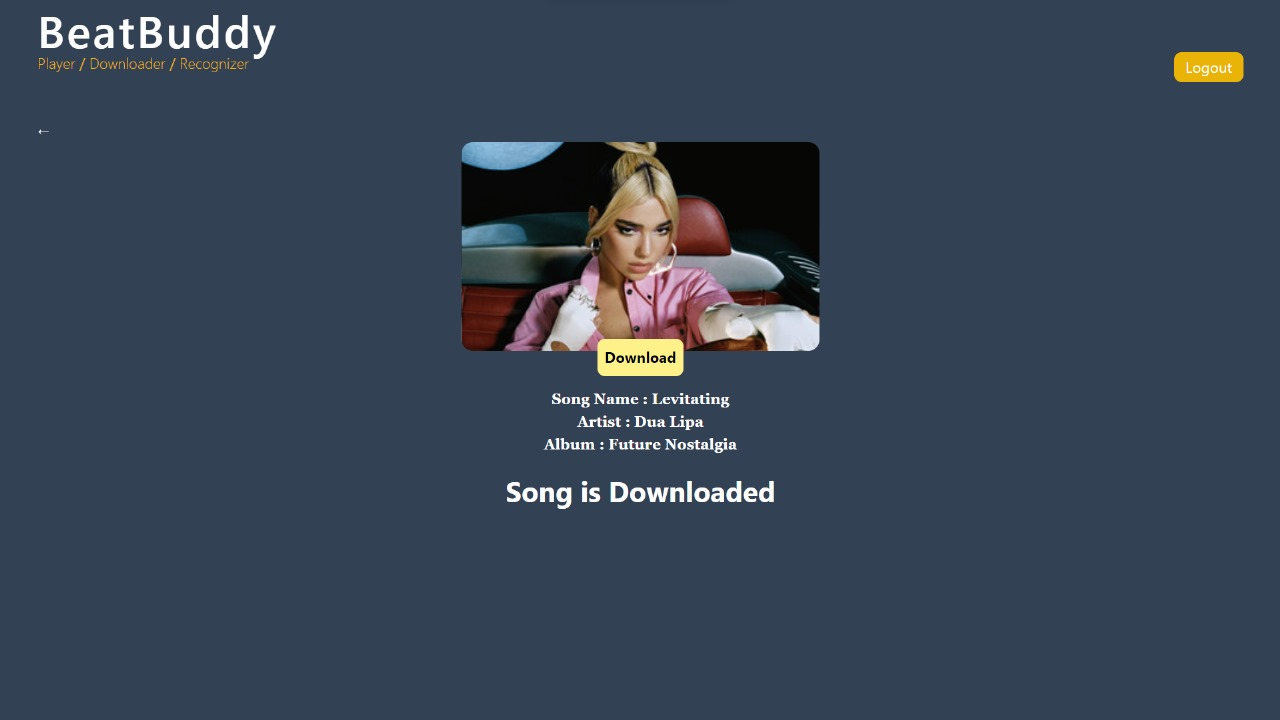 BeatBuddy
Player / Downloader / Recognizer
Logout
←
Download
Song Name : Levitating
Artist : Dua Lipa
Album : Future Nostalgia
Song is Downloaded